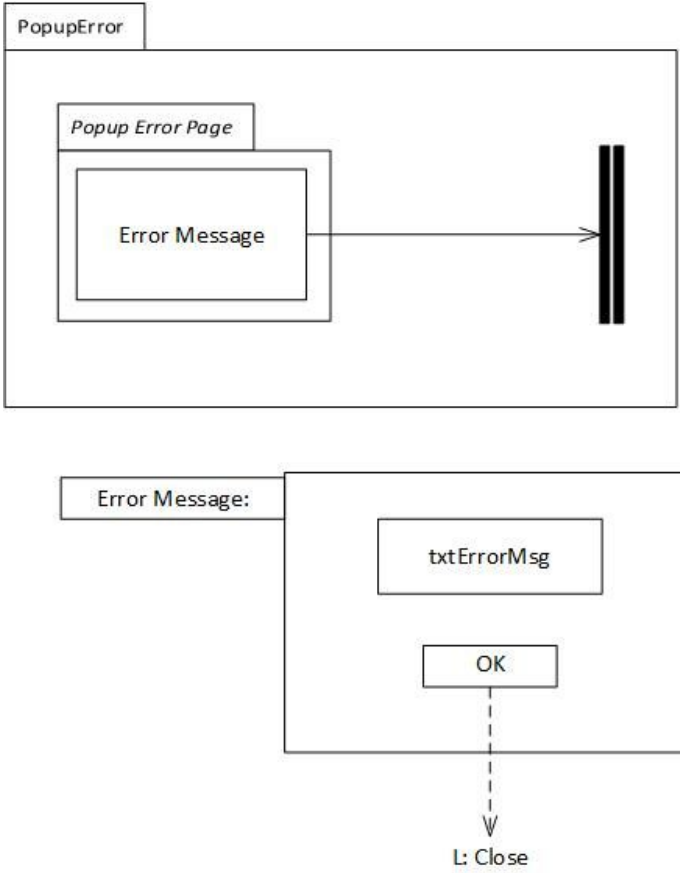 PopupError
Popup Error Page
Error Message
Error Message:
txtErrorMsg
OK
L: Close